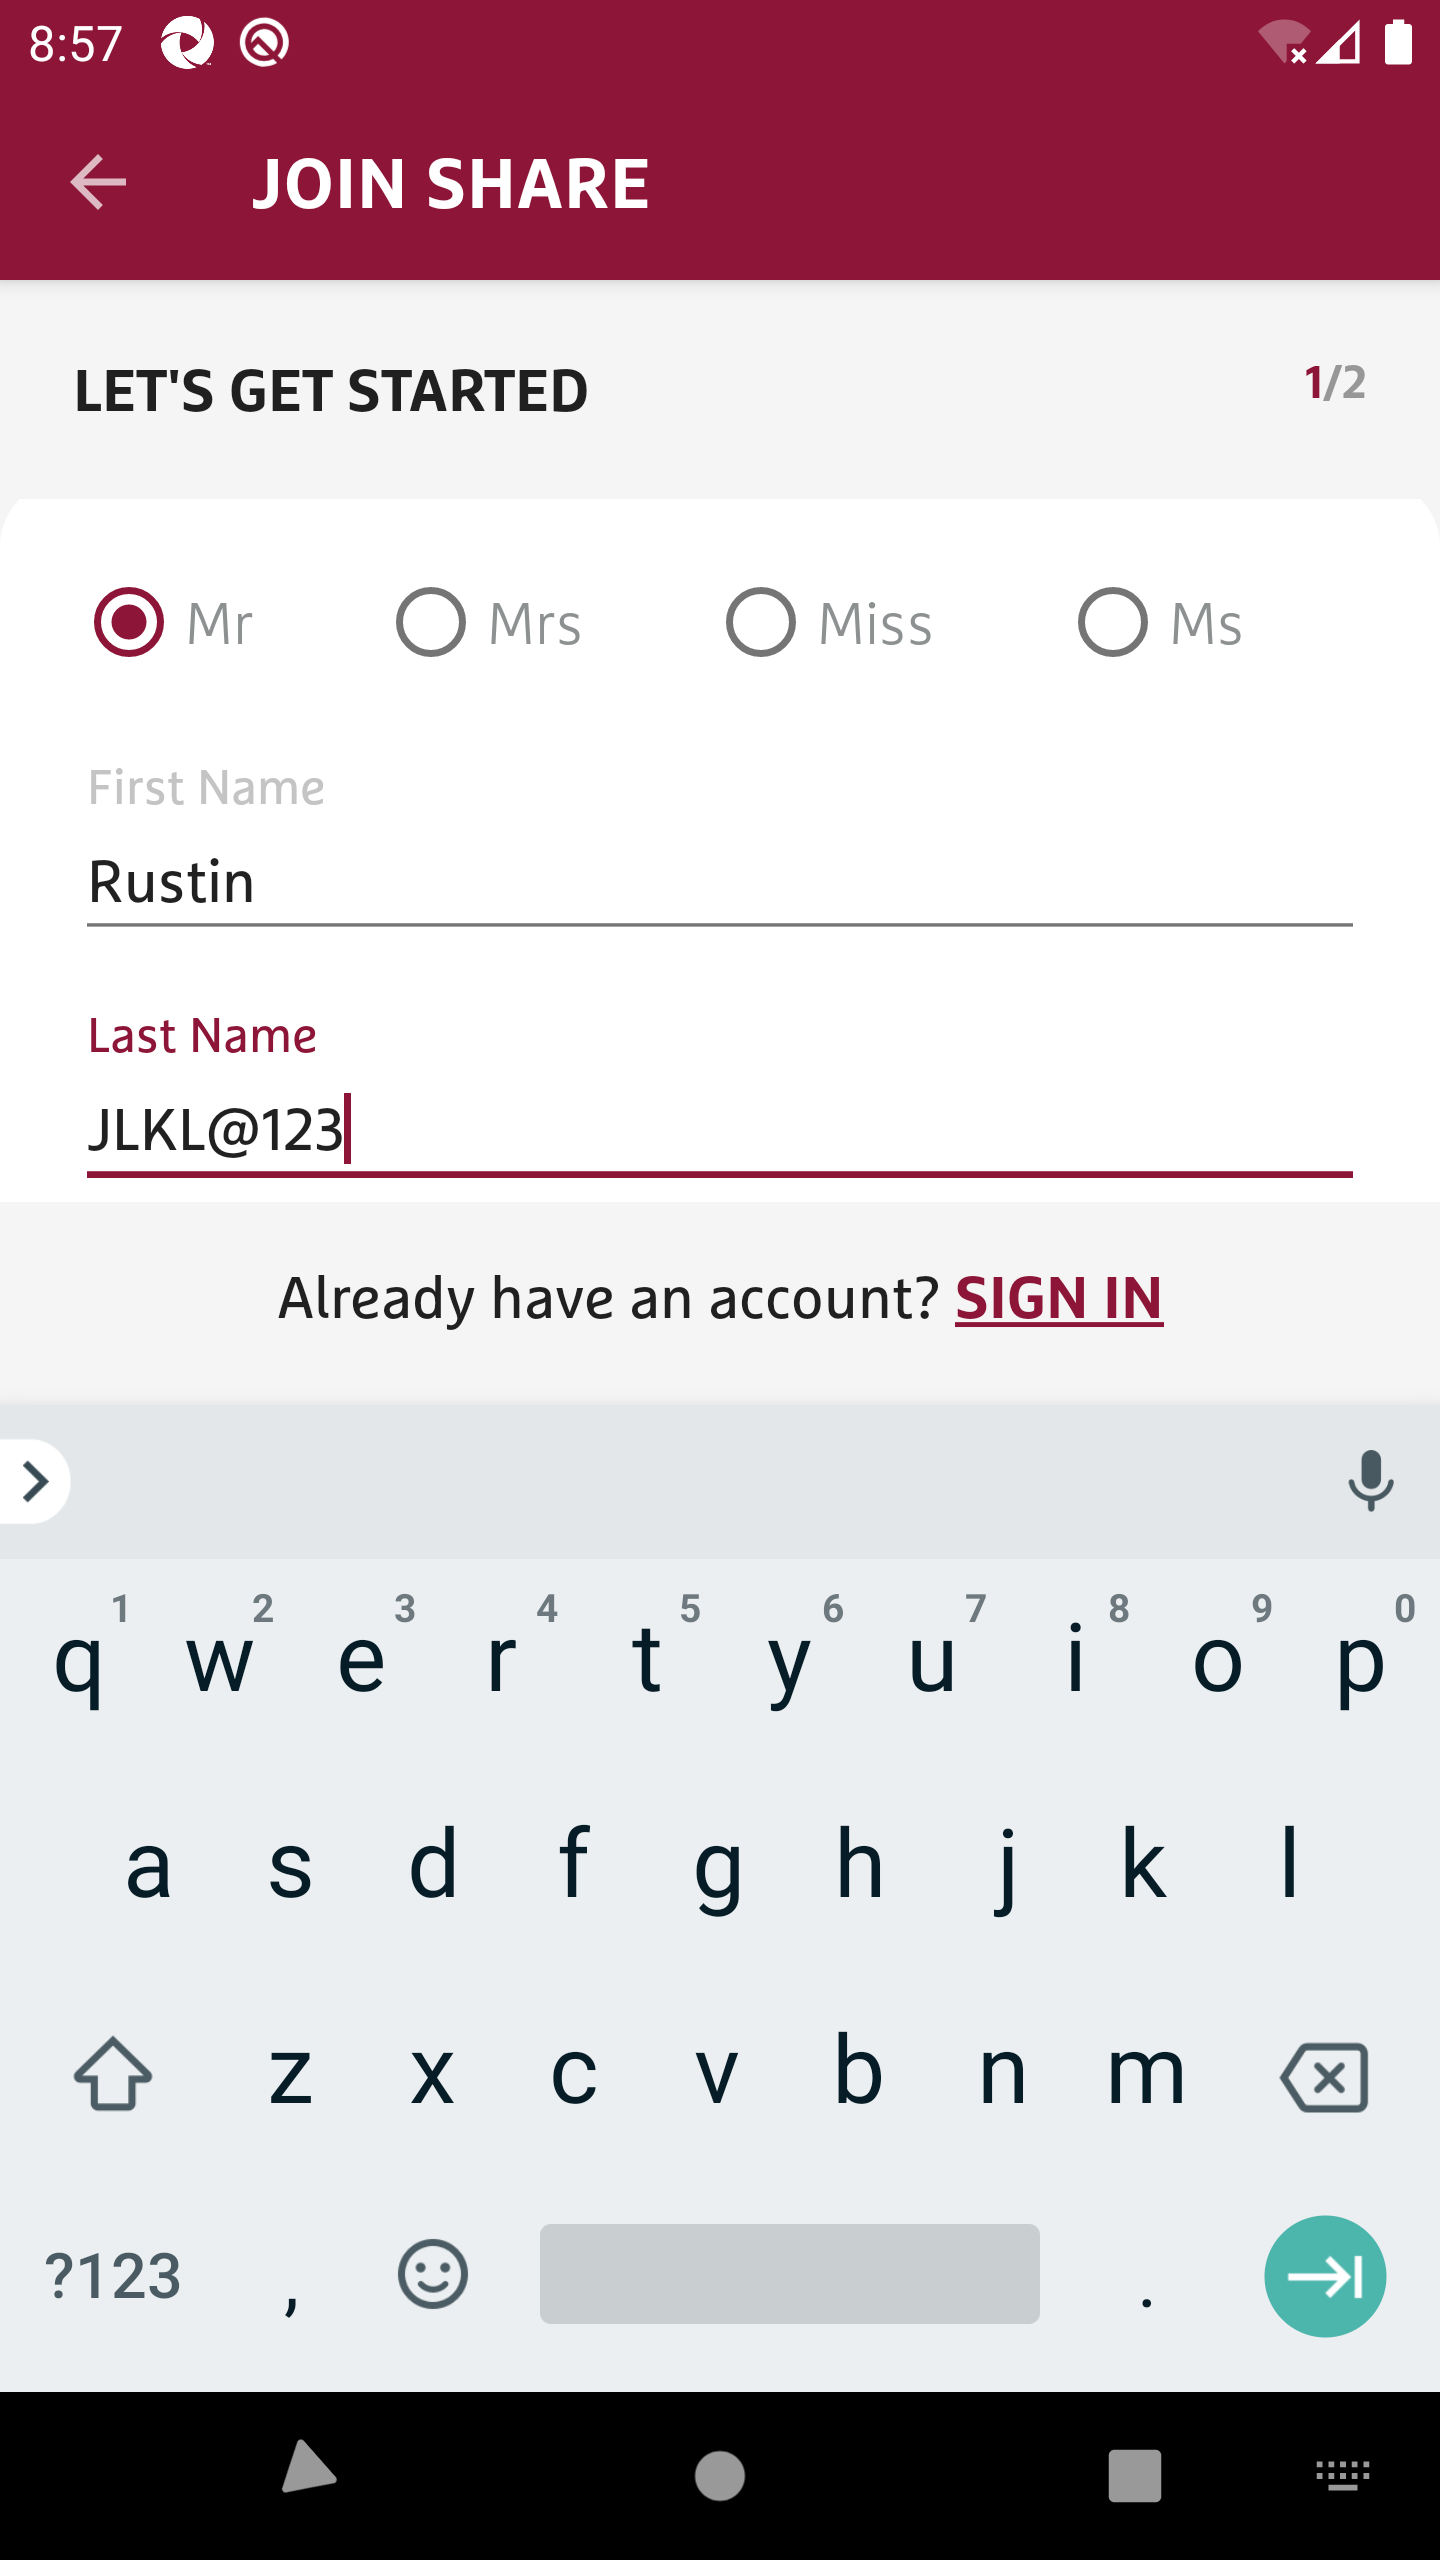 8:57
JOIN SHARE
LET'S GET STARTED
1/2
Mr Mrs Miss Ms
First Name
Rustin
Last Name
JLKL@123
Already have an account? SIGN IN
1 2 3 4 5 6 7 8 9 0
q w e r t y u i o p
a s d f g h j k l
z x c v b n m
?123 , .